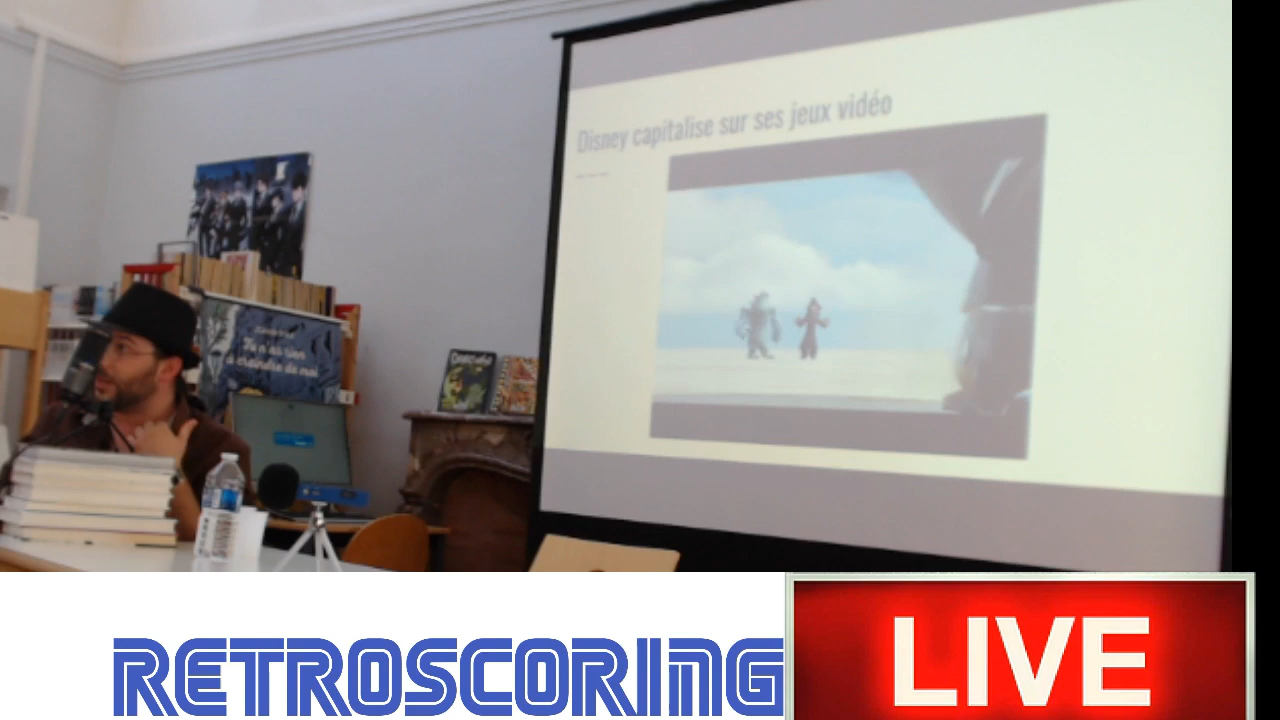 Disney capitalise sur ses jeux vidéo
Tu n'as rien
à craindre de moi
RETROSCORING
LIVE